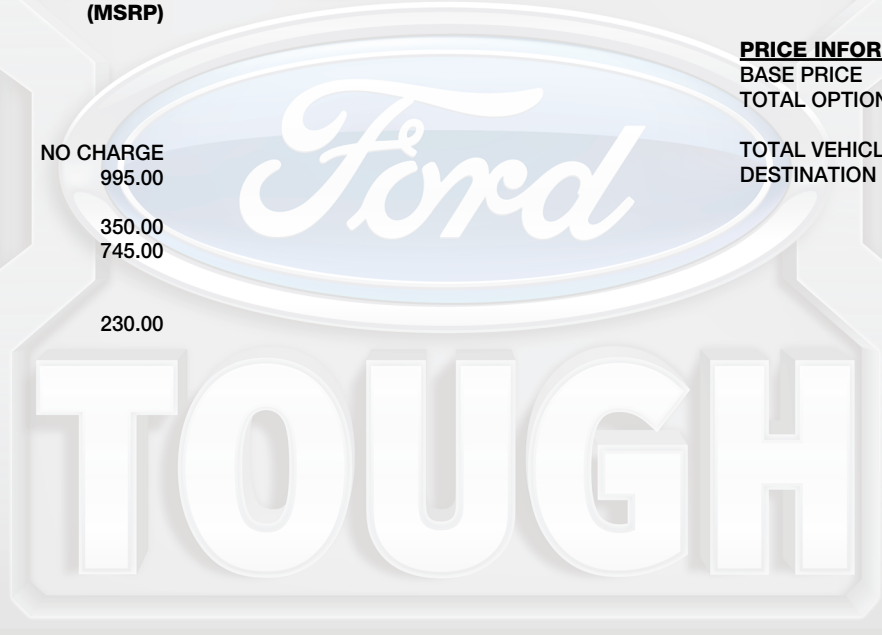 (MSRP)
NO CHARGE
995.00
350.00
745.00
230.00
PRICE INFOR
BASE PRICE
TOTAL OPTION
TOTAL VEHICL
DESTINATION
Ford
TOUGH